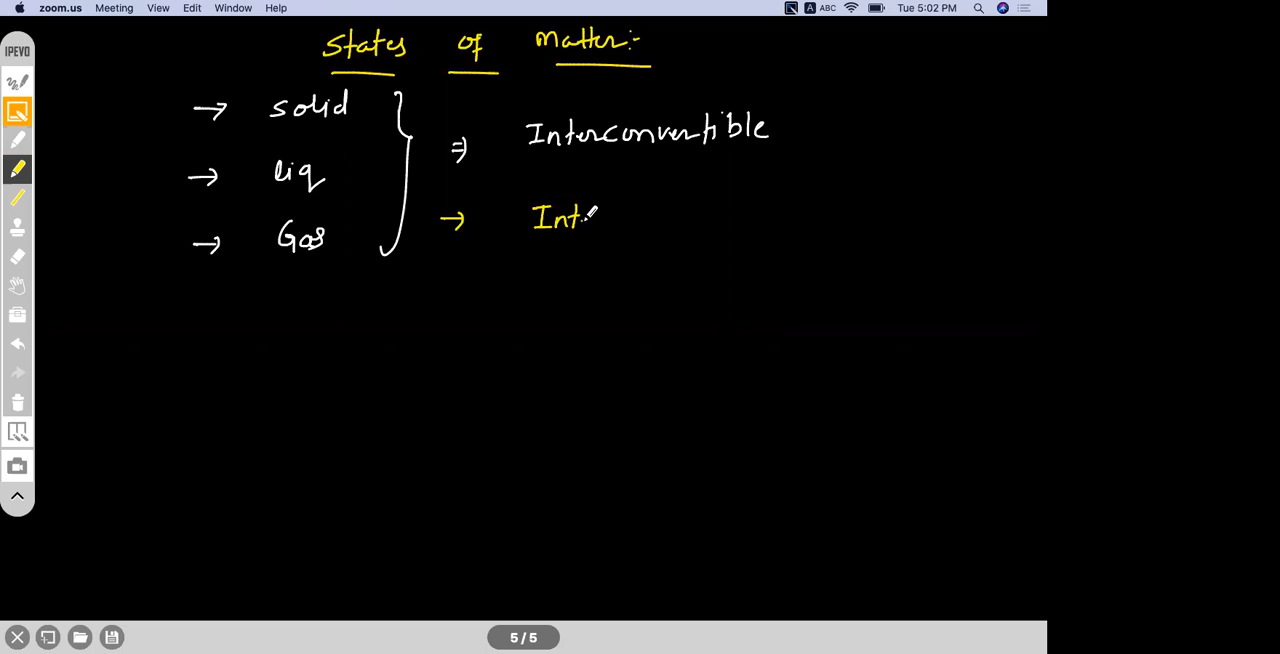 zoom.us Meeting View Edit Window Help
A ABC Tue 5:02 PM
IPEVO
States of Matter:-
→ Solid
⇒ Interconvertible
→ liq
→ Int
→ Gas
5 / 5